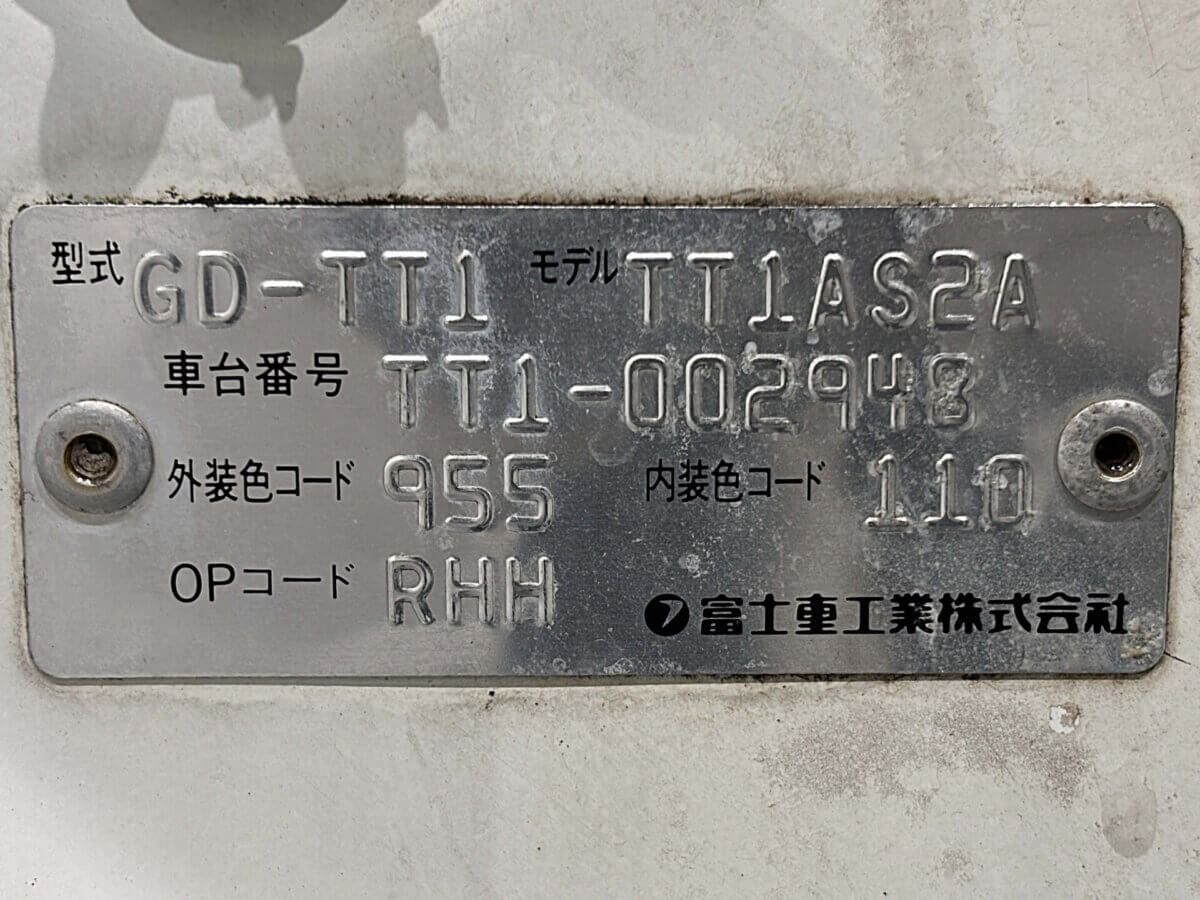 型式 GD-TT1 モデル TT1AS2A
車台番号 TT1-002948
外装色コード 955 内装色コード 110
OPコード RHH
富士重工業株式会社